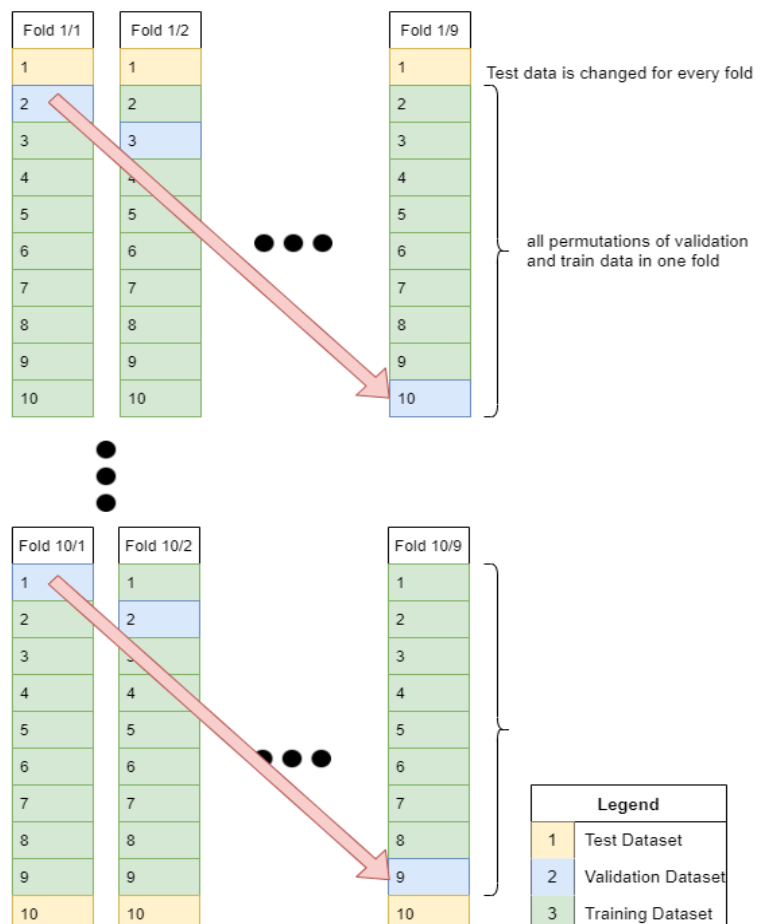 Fold 1/1 Fold 1/2 Fold 1/9
1 1 1
Test data is changed for every fold
2 2 2
3 3 3
4 4 4
5 5 5
all permutations of validation
6 6 6
and train data in one fold
7 7 7
8 8 8
9 9 9
10 10 10
Fold 10/1 Fold 10/2 Fold 10/9
1 1 1
2 2 2
3 3 3
4 4 4
5 5 5
6 6 6
7 7 7
8 8 8
9 9 9
10 10 10
Legend
1 Test Dataset
2 Validation Dataset
3 Training Dataset